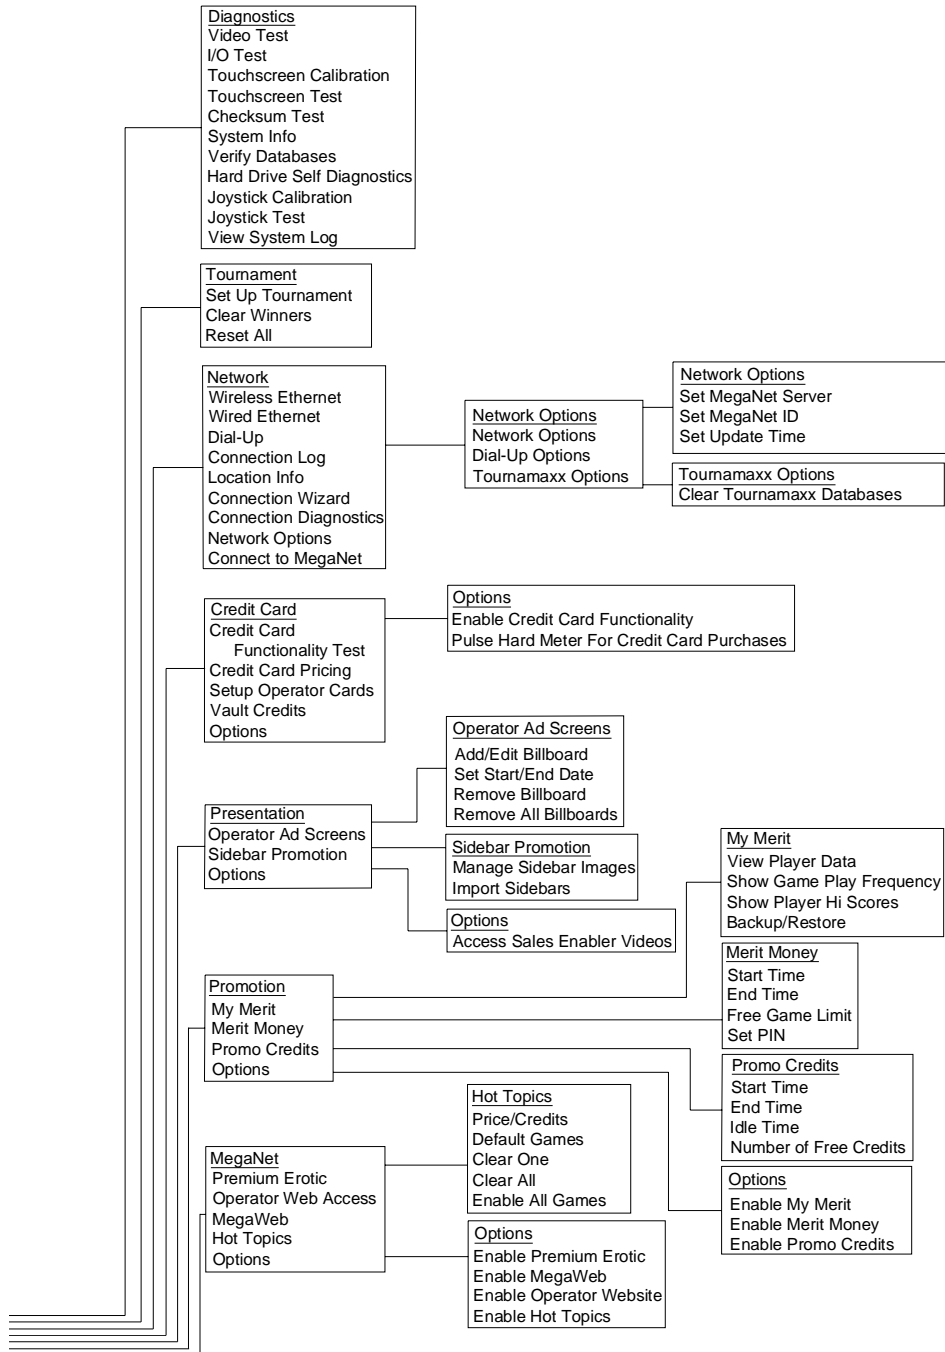 Diagnostics
Video Test
I/O Test
Touchscreen Calibration
Touchscreen Test
Checksum Test
System Info
Verify Databases
Hard Drive Self Diagnostics
Joystick Calibration
Joystick Test
View System Log
Tournament
Set Up Tournament
Clear Winners
Reset All
Network
Wireless Ethernet
Wired Ethernet
Dial-Up
Connection Log
Location Info
Connection Wizard
Connection Diagnostics
Network Options
Connect to MegaNet
Network Options
Network Options
Dial-Up Options
Tournamaxx Options
Network Options
Set MegaNet Server
Set MegaNet ID
Set Update Time
Tournamaxx Options
Clear Tournamaxx Databases
Credit Card
Credit Card
Functionality Test
Credit Card Pricing
Setup Operator Cards
Vault Credits
Options
Options
Enable Credit Card Functionality
Pulse Hard Meter For Credit Card Purchases
Presentation
Operator Ad Screens
Sidebar Promotion
Options
Operator Ad Screens
Add/Edit Billboard
Set Start/End Date
Remove Billboard
Remove All Billboards
Sidebar Promotion
Manage Sidebar Images
Import Sidebars
Options
Access Sales Enabler Videos
Promotion
My Merit
Merit Money
Promo Credits
Options
My Merit
View Player Data
Show Game Play Frequency
Show Player Hi Scores
Backup/Restore
Merit Money
Start Time
End Time
Free Game Limit
Set PIN
Promo Credits
Start Time
End Time
Idle Time
Number of Free Credits
Options
Enable My Merit
Enable Merit Money
Enable Promo Credits
MegaNet
Premium Erotic
Operator Web Access
MegaWeb
Hot Topics
Options
Hot Topics
Price/Credits
Default Games
Clear One
Clear All
Enable All Games
Options
Enable Premium Erotic
Enable MegaWeb
Enable Operator Website
Enable Hot Topics